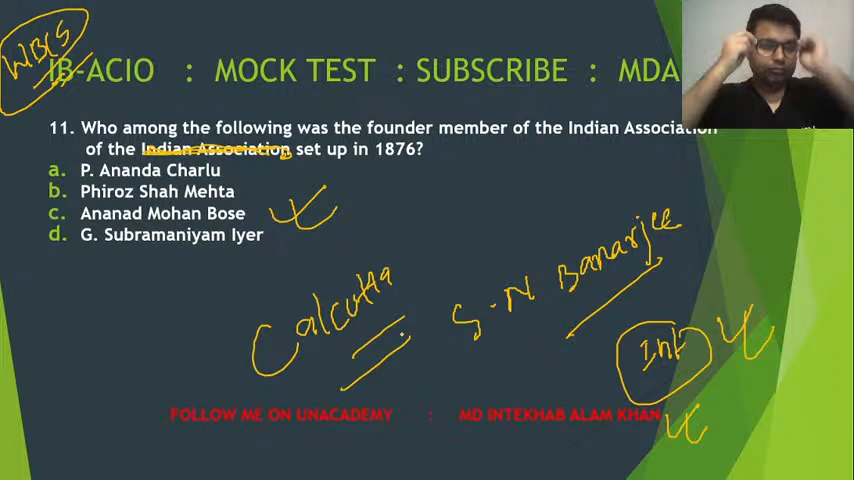 WBCS
IB-ACIO : MOCK TEST : SUBSCRIBE : MDA
11. Who among the following was the founder member of the Indian Association
of the Indian Association set up in 1876?
a. P. Ananda Charlu
b. Phiroz Shah Mehta
c. Ananad Mohan Bose
d. G. Subramaniyam Iyer
Calcutta
S.N Banarjee
Int
FOLLOW ME ON UNACADEMY : MD INTEKHAB ALAM KHAN